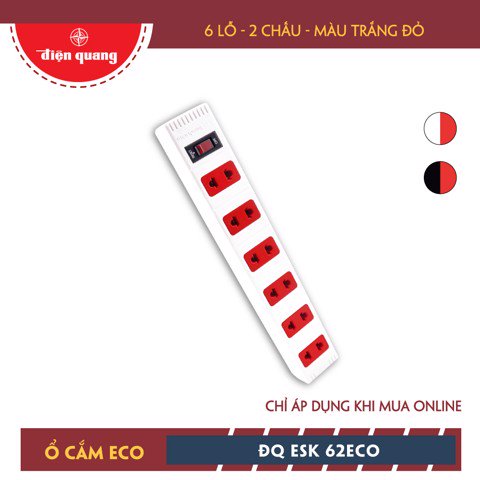 điện quang
6 LỖ - 2 CHẤU - MÀU TRẮNG ĐỎ
CHỈ ÁP DỤNG KHI MUA ONLINE
Ổ CẮM ECO
ĐQ ESK 62ECO